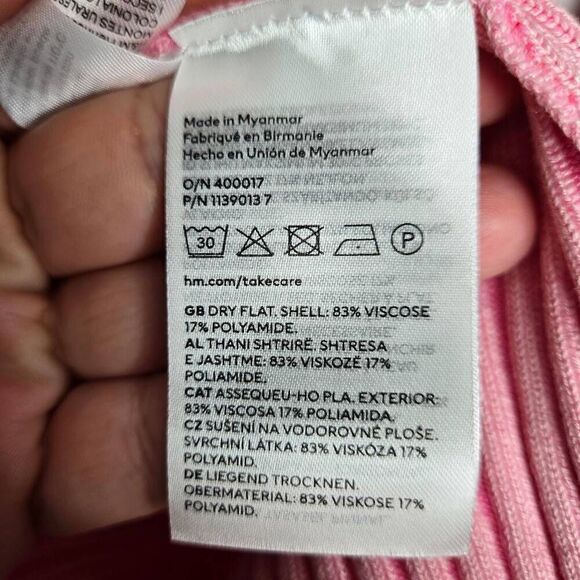 MONTES URALES
COLONIA
Made in Myanmar
Fabriqué en Birmanie
Hecho en Unión de Myanmar
O/N 400017
P/N 1139013 7
30 P
hm.com/takecare
GB DRY FLAT. SHELL: 83% VISCOSE
17% POLYAMIDE.
AL THANI SHTRIRË. SHTRESA
E JASHTME: 83% VISKOZË 17%
POLIAMIDE.
CAT ASSEQUEU-HO PLA. EXTERIOR:
83% VISCOSA 17% POLIAMIDA.
CZ SUŠENÍ NA VODOROVNÉ PLOŠE.
SVRCHNÍ LÁTKA: 83% VISKÓZA 17%
POLYAMID.
DE LIEGEND TROCKNEN.
OBERMATERIAL: 83% VISKOSE 17%
POLYAMID.